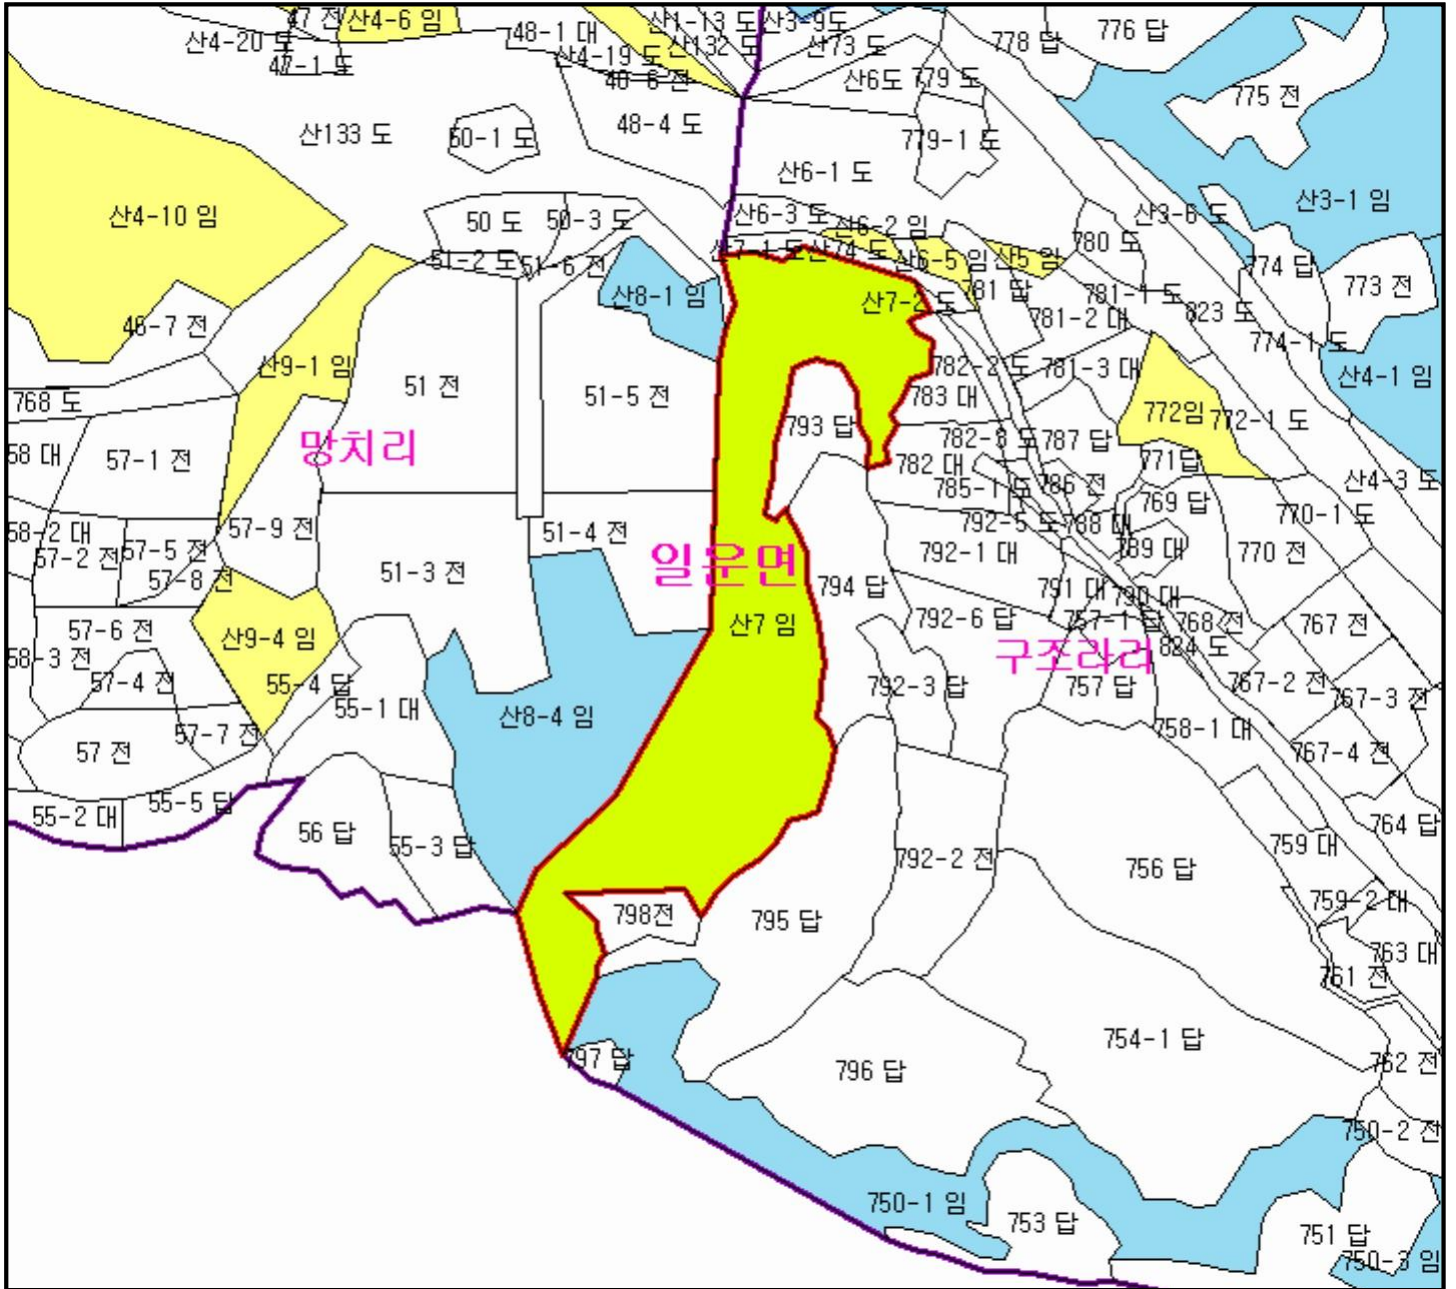 47 전
산4-6 임
산1-13 도
산3-9도
776 답
산4-20 도
48-1 대
산132 도
산73 도
778 답
47-1 도
산4-19 도
산6도
779 도
775 전
산133 도
50-1 도
48-4 도
779-1 도
산6-1 도
산4-10 임
50 도
50-3 도
산6-3 도
산6-2 임
산3-6 도
산3-1 임
51-2 도
51-6 전
산7-1 도
산74 도
산6-5 임
산5 임
780 도
774 답
773 전
산8-1 임
산7-2 도
781 답
781-1 도
823 도
46-7 전
781-2 대
774-1 도
산9-1 임
51 전
51-5 전
782-2 도
781-3 대
산4-1 임
768 도
783 대
772임
772-1 도
망치리
793 답
782-8 도
787 답
58 대
57-1 전
782 대
771답
785-1 도
786 전
산4-3 도
769 답
770-1 도
58-2 대
57-9 전
51-4 전
792-5 도
788 대
57-2 전
57-5 전
792-1 대
789 대
770 전
일운면
57-8 전
51-3 전
794 답
791 대
790 대
57-6 전
산9-4 임
산7 임
792-6 답
757-1 답
768 전
767 전
58-3 전
구조라리
824 도
57-4 전
55-4 답
792-3 답
757 답
767-2 전
767-3 전
55-1 대
산8-4 임
57-7 전
758-1 대
57 전
767-4 전
55-2 대
55-5 답
56 답
55-3 답
792-2 전
756 답
759 대
764 답
798전
795 답
759-2 대
763 대
761 전
797 답
796 답
754-1 답
762 전
750-2 전
750-1 임
753 답
751 답
750-3 임